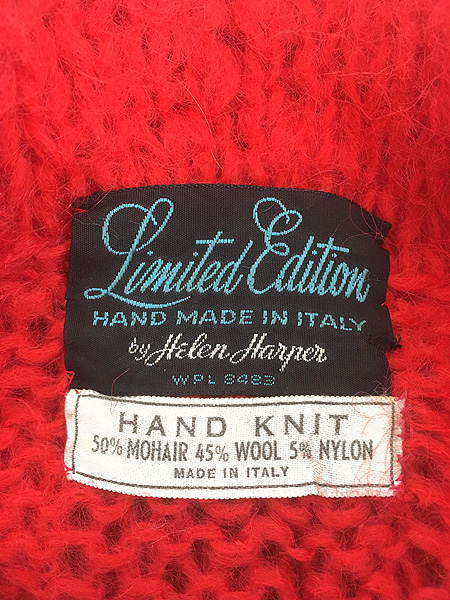 Limited Edition
HAND MADE IN ITALY
by Helen Harper
WPL 8483
HAND KNIT
50% MOHAIR 45% WOOL 5% NYLON
MADE IN ITALY